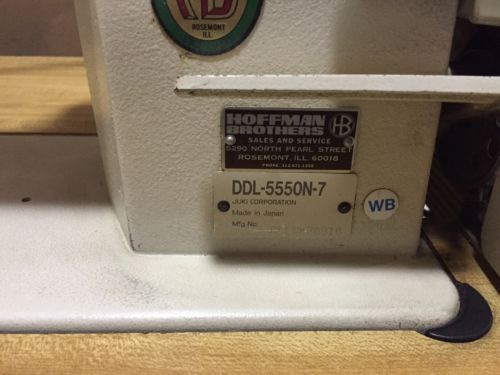 ROSEMONT
ILL.
HOFFMAN
BROTHERS HB
SALES AND SERVICE
5290 NORTH PEARL STREET
ROSEMONT, ILL. 60018
DDL-5550N-7
JUKI CORPORATION
Made in Japan
Mfg No.
WB